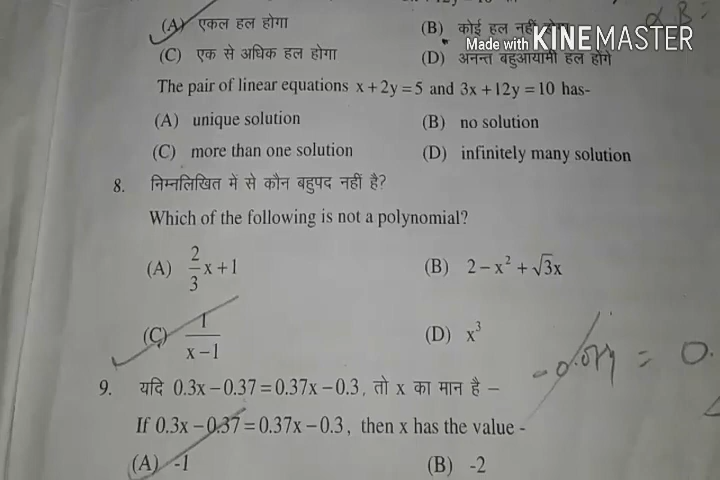 (A) एकल हल होगा (B) कोई हल नहीं
α B =
Made with KINEMASTER
(C) एक से अधिक हल होगा (D) अनन्त बहुआयामी हल होंगे
The pair of linear equations x + 2y = 5 and 3x + 12y = 10 has-
(A) unique solution (B) no solution
(C) more than one solution (D) infinitely many solution
8. निम्नलिखित में से कौन बहुपद नहीं है?
Which of the following is not a polynomial?
(A) 2/3 x + 1 (B) 2 – x² + √3x
(C) 1/(x – 1) (D) x³
9. यदि 0.3x – 0.37 = 0.37x – 0.3, तो x का मान है –
If 0.3x – 0.37 = 0.37x – 0.3, then x has the value -
(A) -1 (B) -2